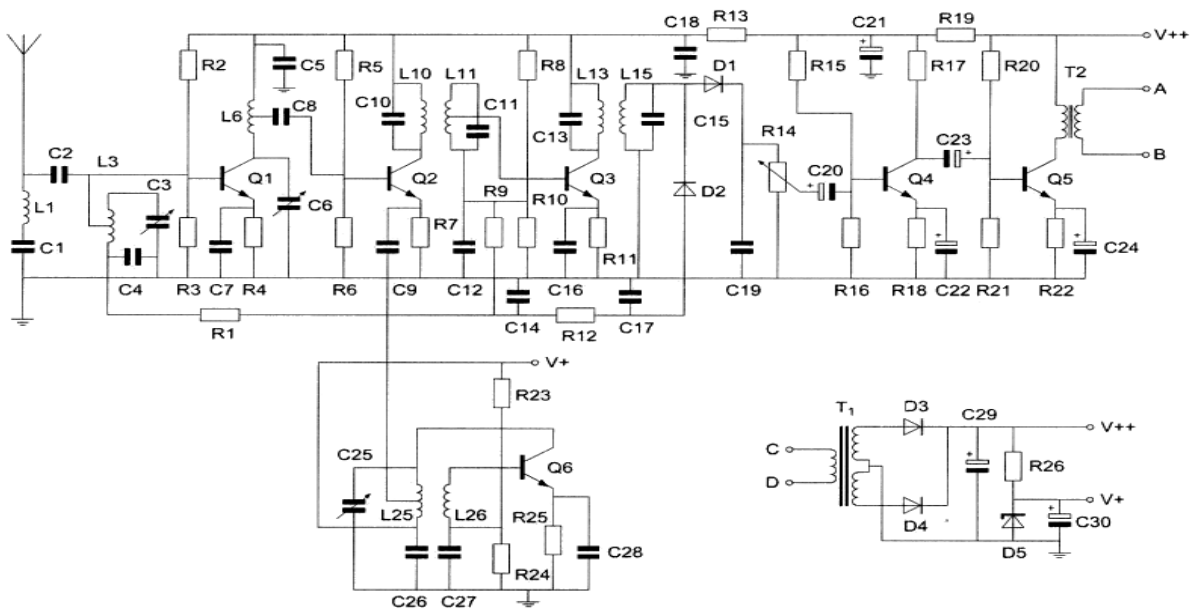 C18 R13 C21 R19
V++
R2 C5 R5 L10 L11 R8 L13 L15 D1 R15 R17 R20 T2
C8 C10 C11 A
L6 C13 C15 R14 C23
C2 L3 C20 B
C3 Q1 Q2 R9 Q3 D2 Q4 Q5
L1 C6 R7 R10
C1 R11 C24
C4 R3 C7 R4 R6 C9 C12 C16 C19 R16 R18 C22 R21 R22
R1 C14 R12 C17
V+
R23
T1 D3 C29
V++
C25 Q6 C
R26
D V+
L25 L26 R25 D4 C30
C28 D5
R24
C26 C27